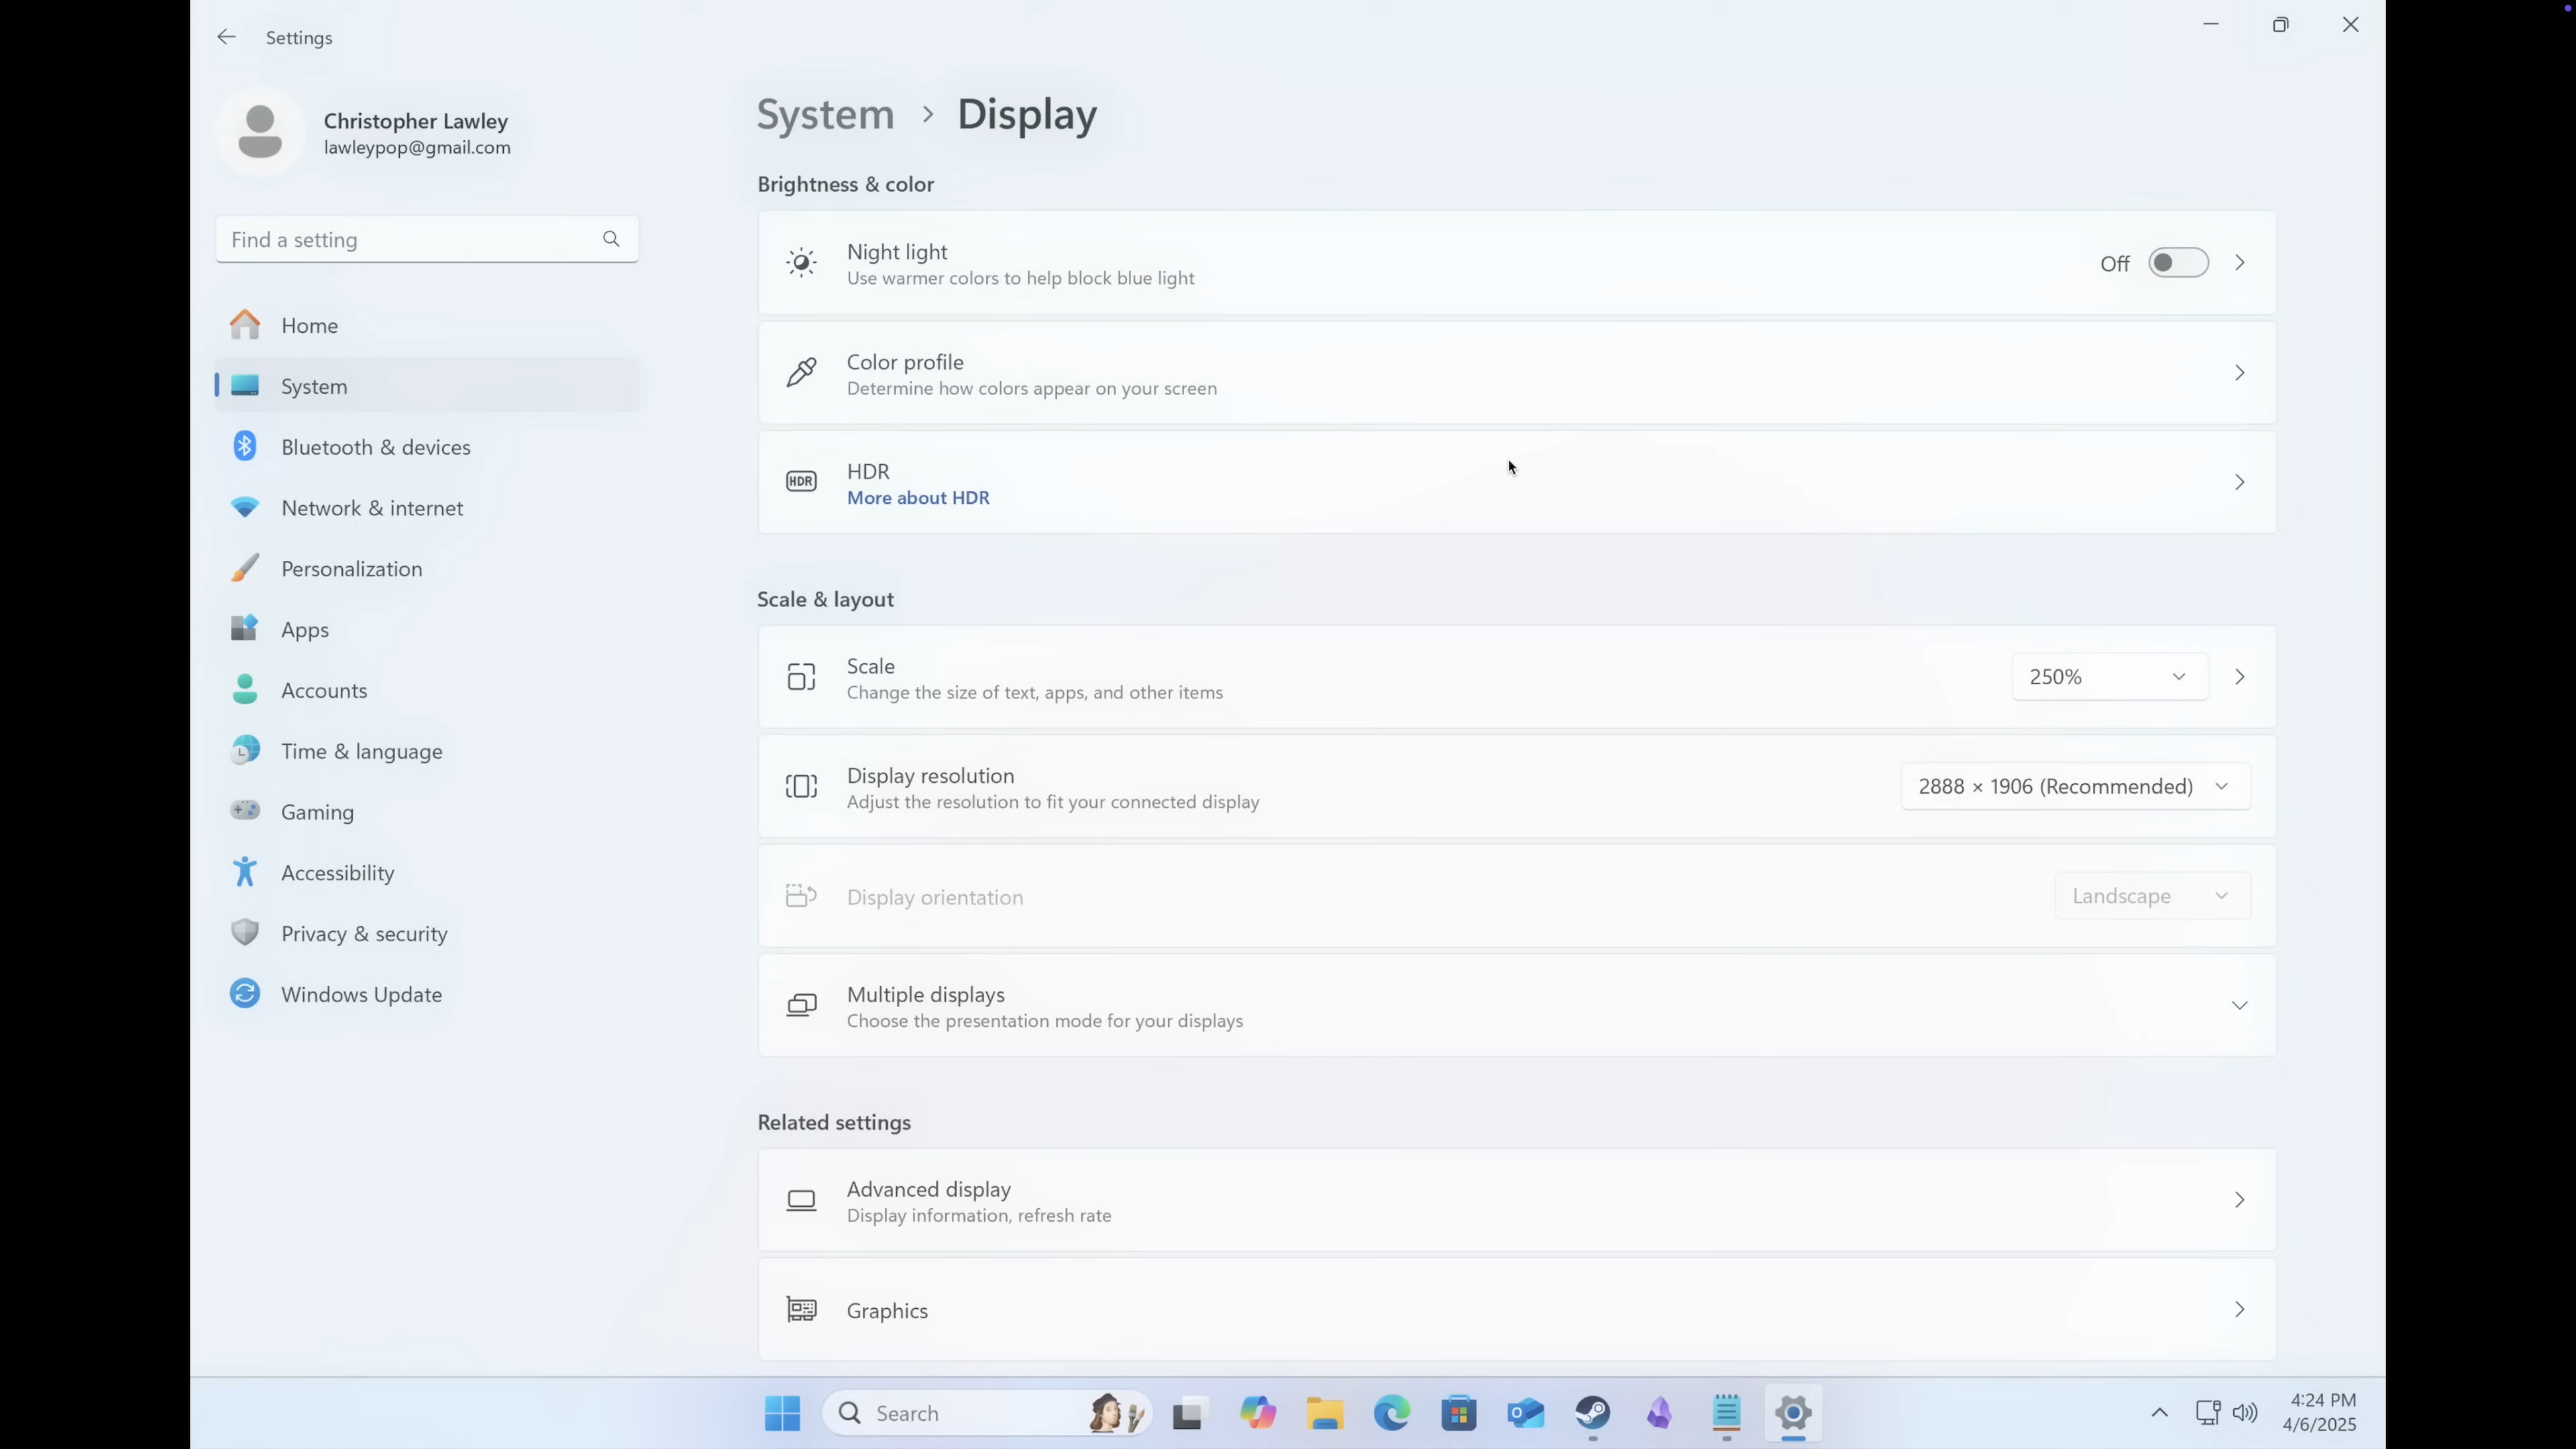 Settings
Christopher Lawley
lawleypop@gmail.com
Find a setting
Home
System
Bluetooth & devices
Network & internet
Personalization
Apps
Accounts
Time & language
Gaming
Accessibility
Privacy & security
Windows Update
System > Display
Brightness & color
Night light
Use warmer colors to help block blue light
Off
Color profile
Determine how colors appear on your screen
HDR
HDR
More about HDR
Scale & layout
Scale
Change the size of text, apps, and other items
250%
Display resolution
Adjust the resolution to fit your connected display
2888 × 1906 (Recommended)
Display orientation
Landscape
Multiple displays
Choose the presentation mode for your displays
Related settings
Advanced display
Display information, refresh rate
Graphics
Search
4:24 PM
4/6/2025